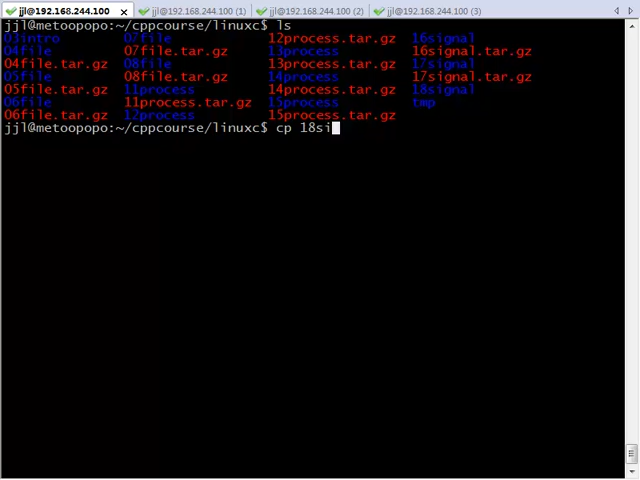 jjl@192.168.244.100 x jjl@192.168.244.100 (1) jjl@192.168.244.100 (2) jjl@192.168.244.100 (3)
jjl@metoopopo:~/cppcourse/linuxc$ ls
03intro 07file 12process.tar.gz 16signal
04file 07file.tar.gz 13process 16signal.tar.gz
04file.tar.gz 08file 13process.tar.gz 17signal
05file 08file.tar.gz 14process 17signal.tar.gz
05file.tar.gz 11process 14process.tar.gz 18signal
06file 11process.tar.gz 15process tmp
06file.tar.gz 12process 15process.tar.gz
jjl@metoopopo:~/cppcourse/linuxc$ cp 18si